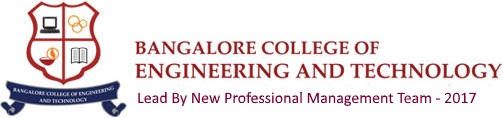 BANGALORE COLLEGE OF ENGINEERING
AND TECHNOLOGY
BANGALORE COLLEGE OF
ENGINEERING AND TECHNOLOGY
Lead By New Professional Management Team - 2017